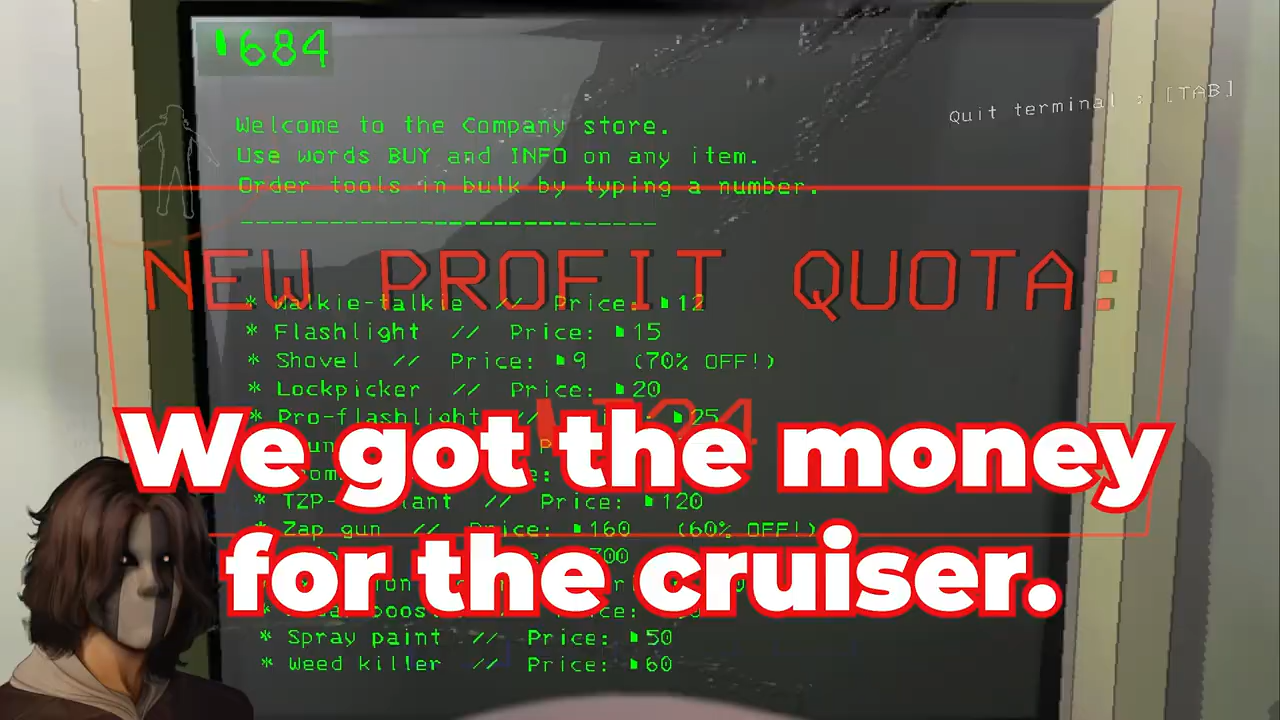 684
Quit terminal : [TAB]
Welcome to the Company store.
Use words BUY and INFO on any item.
Order tools in bulk by typing a number.
NEW PROFIT QUOTA:
* Walkie-talkie // Price: 12
* Flashlight // Price: 15
* Shovel // Price: 9 (70% OFF!)
* Lockpicker // Price: 20
* Pro-flashlight // 25
We got the money
* 120
* Zap gun // Price: 160 (60% OFF!)
for the cruiser.
* Spray paint // Price: 50
* Weed killer // Price: 60